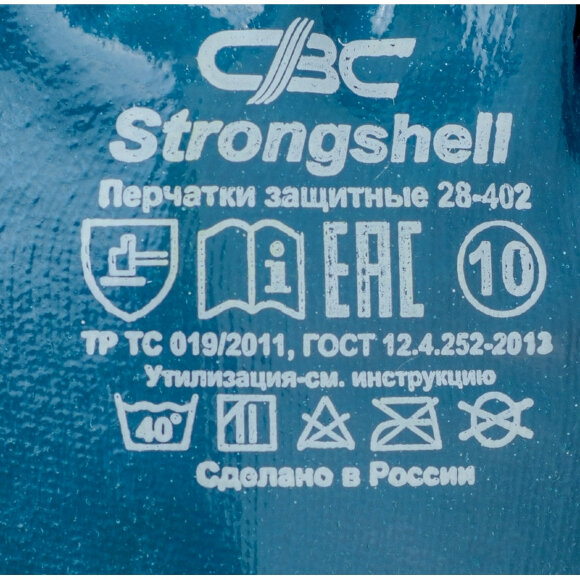 СВС
Strongshell
Перчатки защитные 28-402
i EAC 10
ТР ТС 019/2011, ГОСТ 12.4.252-2013
Утилизация-см. инструкцию
40°
Сделано в России